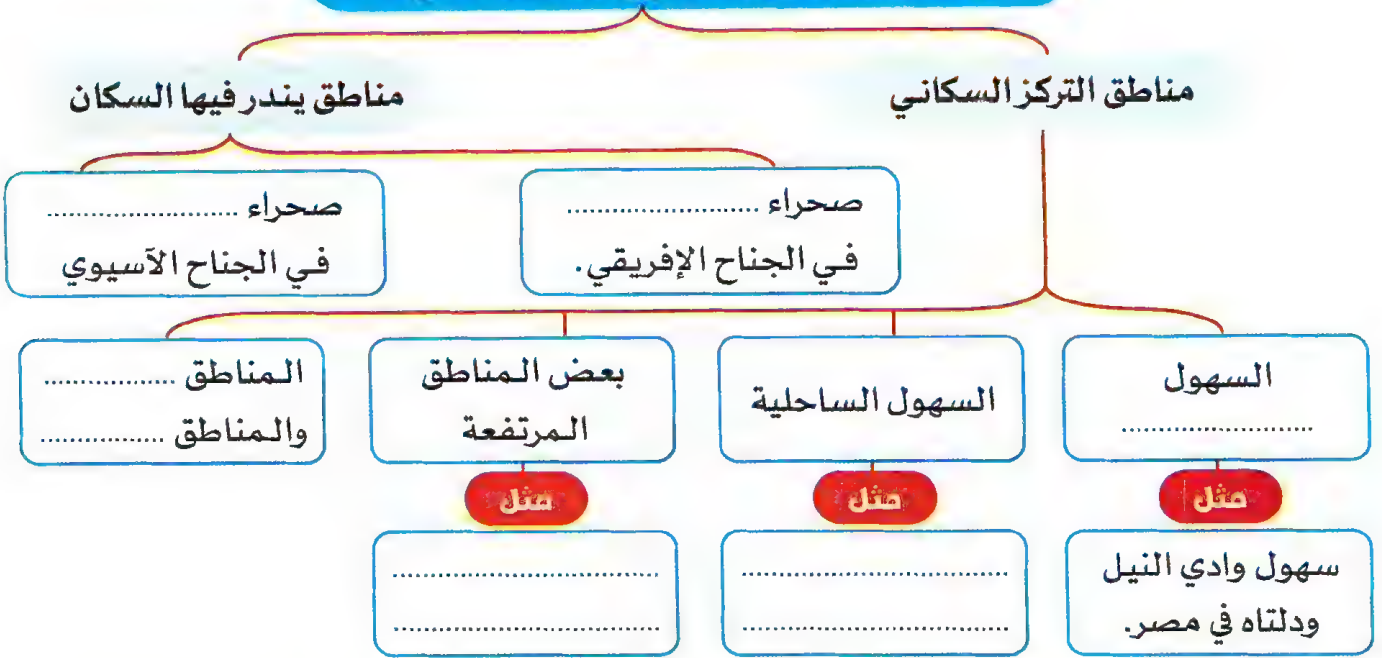 مناطق التركز السكاني
مناطق يندر فيها السكان
صحراء ........................
في الجناح الإفريقي.
صحراء ........................
في الجناح الآسيوي
السهول
........................
السهول الساحلية
بعض المناطق
المرتفعة
المناطق .................
والمناطق ................
مثل
مثل
مثل
سهول وادي النيل
ودلتاه في مصر.
..................................
..................................
..................................
..................................